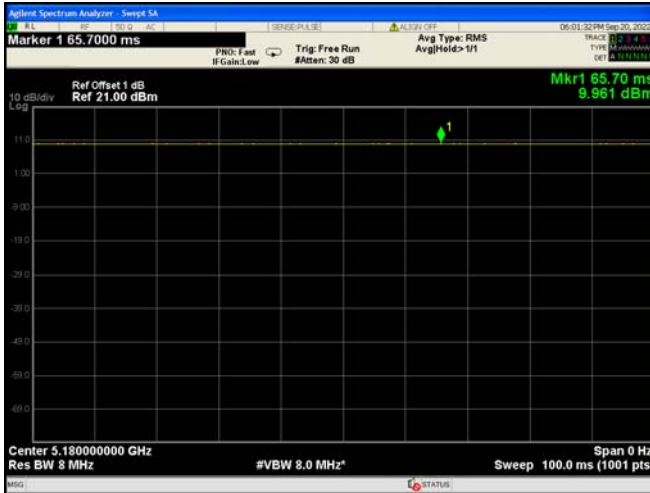 Agilent Spectrum Analyzer - Swept SA
RL RF 50 Ω AC SENSE:PULSE ALIGN OFF 06:01:32 PM Sep 20, 2022
Marker 1 65.7000 ms
PNO: Fast
IFGain:Low
Trig: Free Run
#Atten: 30 dB
Avg Type: RMS
Avg|Hold:> 1/1
TRACE 1 2 3 4 5
TYPE M
DET A N N N N
Mkr1 65.70 ms
9.961 dBm
Ref Offset 1 dB
Ref 21.00 dBm
10 dB/div
Log
1
11.0
1.00
-9.00
-19.0
-29.0
-39.0
-49.0
-59.0
-69.0
Center 5.180000000 GHz
Span 0 Hz
Res BW 8 MHz
#VBW 8.0 MHz*
Sweep 100.0 ms (1001 pts
MSG
STATUS